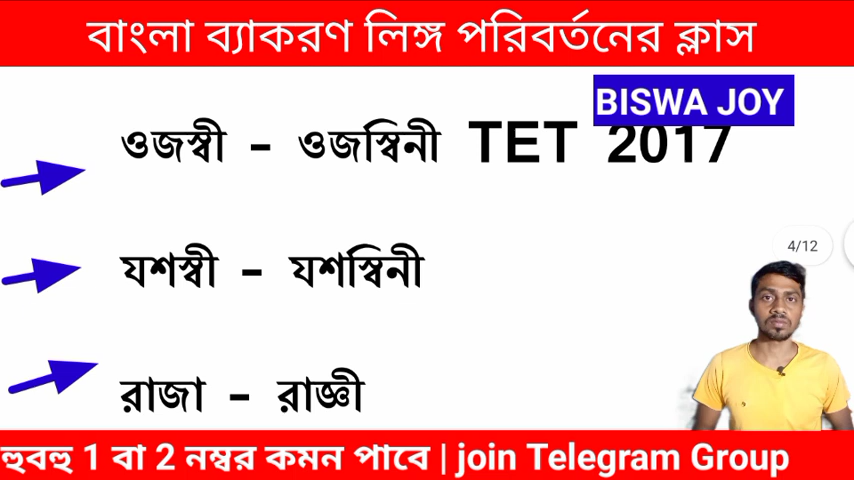 বাংলা ব্যাকরণ লিঙ্গ পরিবর্তনের ক্লাস
BISWA JOY
ওজস্বী - ওজস্বিনী TET 2017
যশস্বী - যশস্বিনী
4/12
রাজা - রাজ্ঞী
হুবহু 1 বা 2 নম্বর কমন পাবে | join Telegram Group